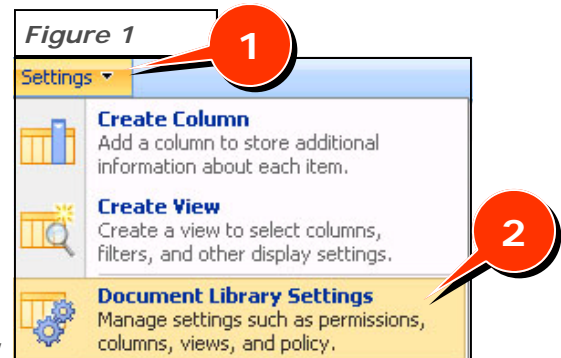 Figure 1
1
Settings
Create Column
Add a column to store additional
information about each item.
Create View
Create a view to select columns,
filters, and other display settings.
2
Document Library Settings
Manage settings such as permissions,
columns, views, and policy.